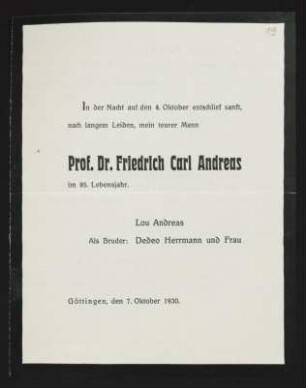 In der Nacht auf den 4. Oktober entschlief sanft,
nach langem Leiden, mein teurer Mann
Prof. Dr. Friedrich Carl Andreas
im 85. Lebensjahr.
Lou Andreas
Als Bruder: Dedeo Herrmann und Frau
Göttingen, den 7. Oktober 1930.